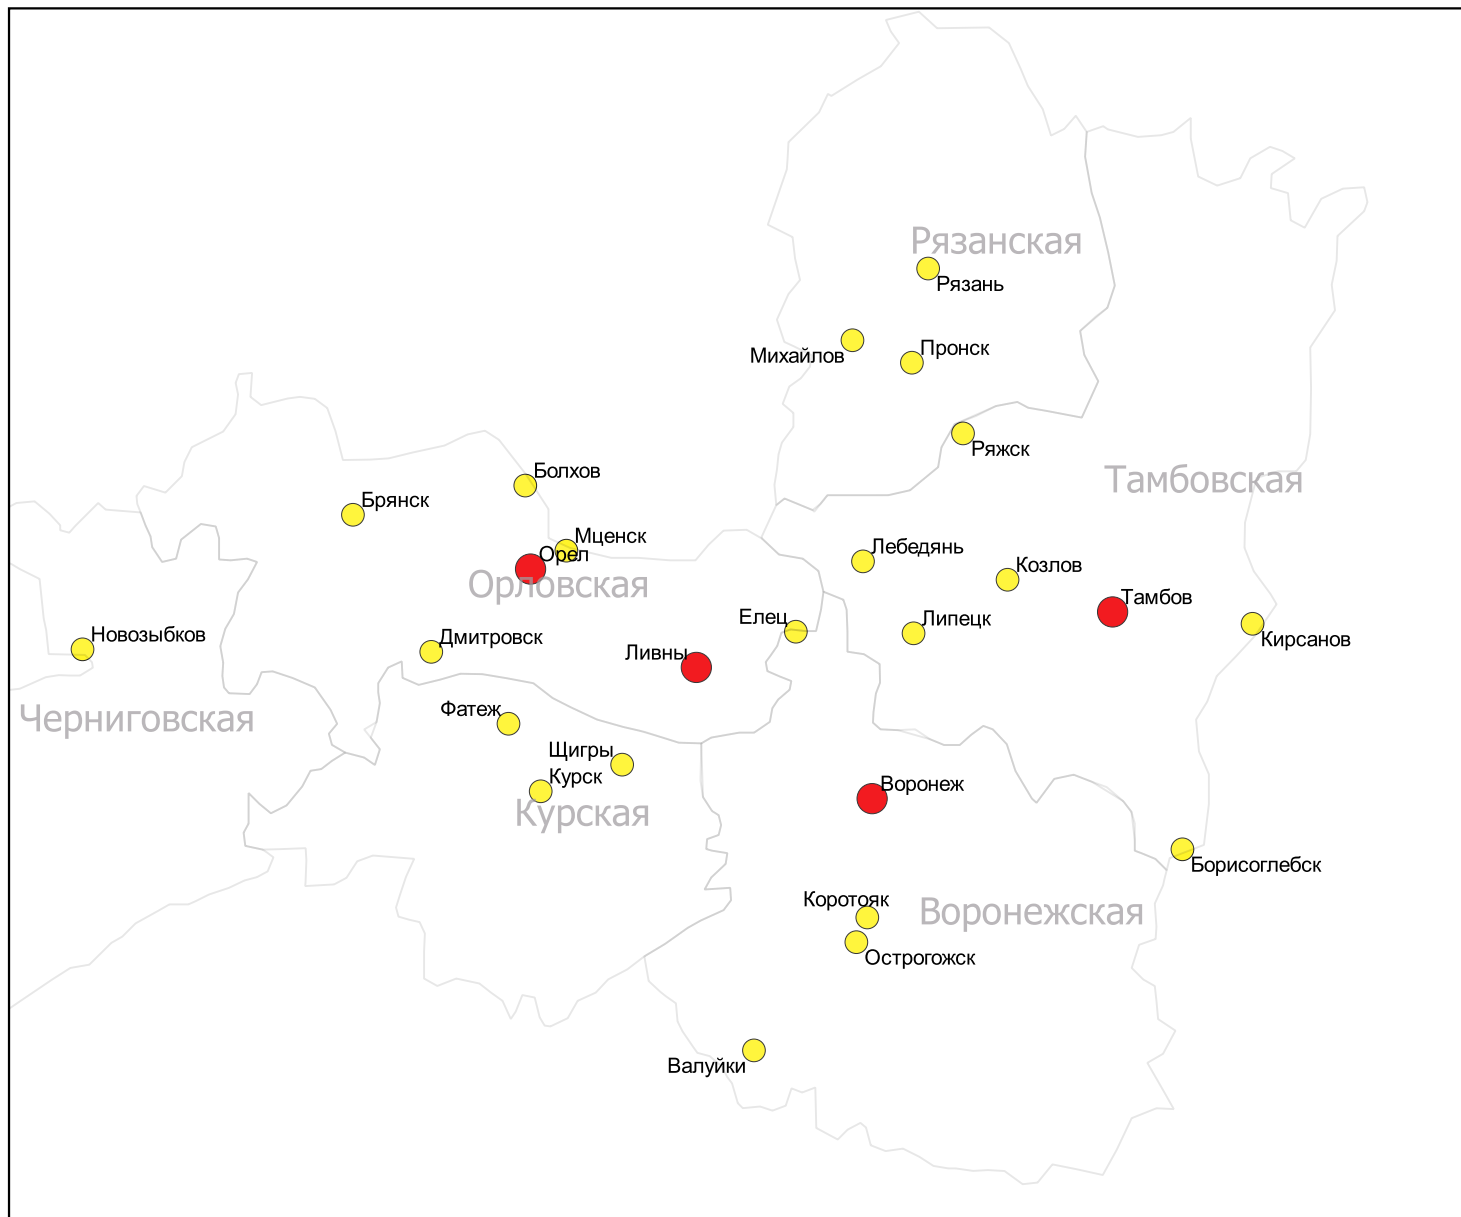 Рязанская
Рязань
Михайлов
Пронск
Ряжск
Тамбовская
Болхов
Брянск
Мценск
Орел
Орловская
Лебедянь
Козлов
Тамбов
Елец
Липецк
Кирсанов
Новозыбков
Дмитровск
Ливны
Черниговская
Фатеж
Щигры
Курск
Курская
Воронеж
Борисоглебск
Коротояк
Воронежская
Острогожск
Валуйки